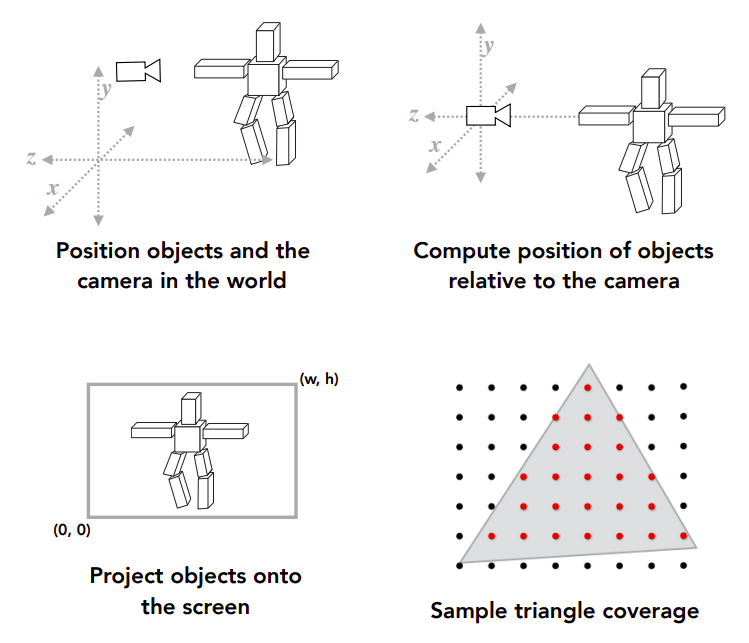 y
z
x
Position objects and the
camera in the world
y
z
x
Compute position of objects
relative to the camera
(w, h)
(0, 0)
Project objects onto
the screen
Sample triangle coverage